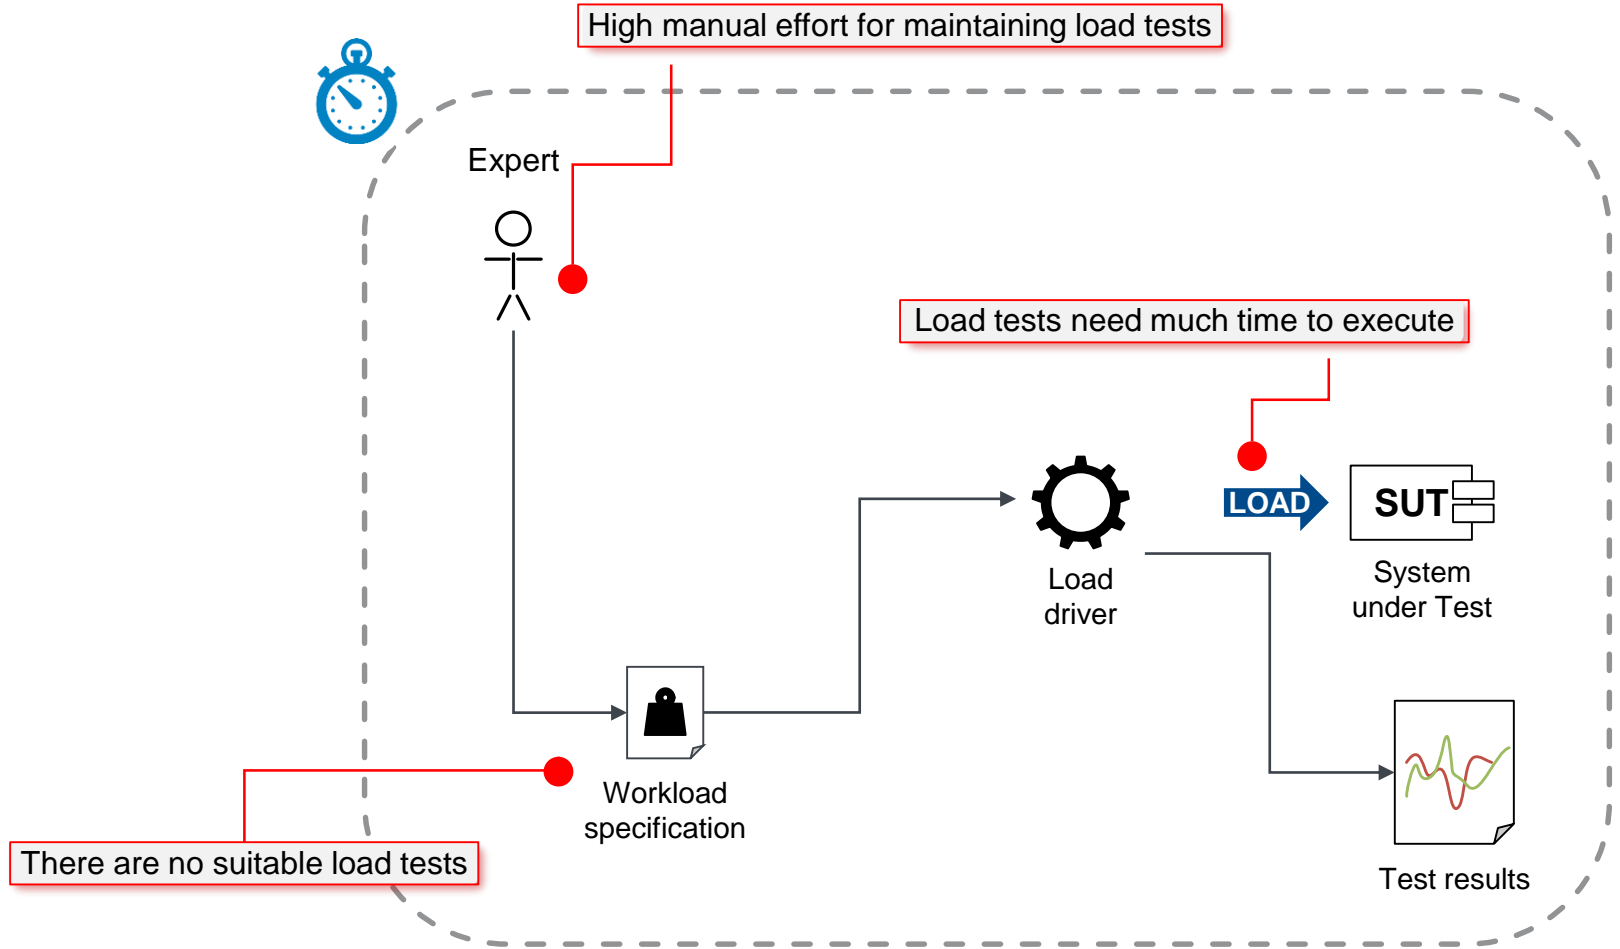 High manual effort for maintaining load tests
Expert
Load tests need much time to execute
LOAD
SUT
Load
driver
System
under Test
Workload
specification
There are no suitable load tests
Test results